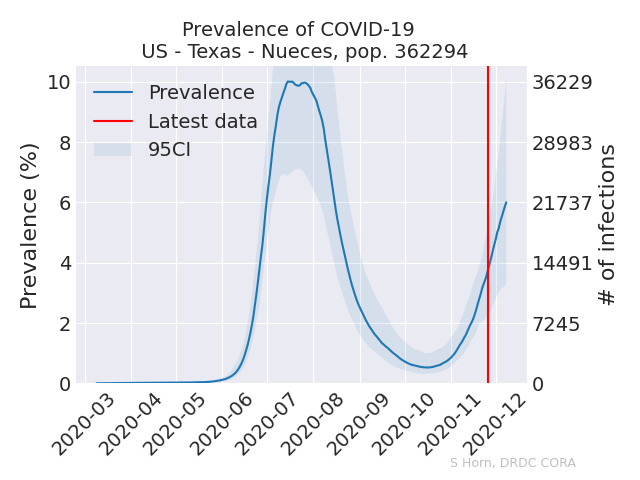 Prevalence of COVID-19
US - Texas - Nueces, pop. 362294
Prevalence
Latest data
95CI
Prevalence (%)
10
8
6
4
2
0
36229
28983
21737
14491
7245
0
# of infections
2020-03
2020-04
2020-05
2020-06
2020-07
2020-08
2020-09
2020-10
2020-11
2020-12
S Horn, DRDC CORA